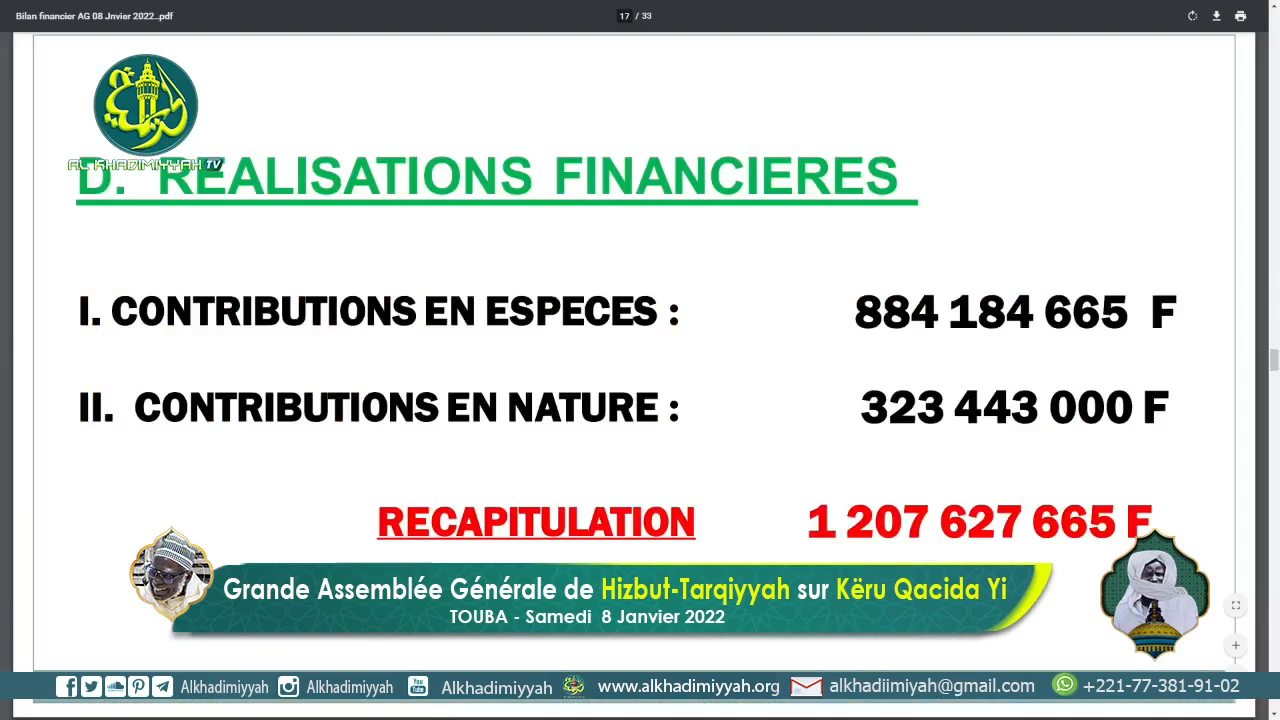 Bilan financier AG 08 Jnvier 2022..pdf
17 / 33
AL KHADIMIYYAH TV
D. REALISATIONS FINANCIERES
I. CONTRIBUTIONS EN ESPECES : 884 184 665 F
II. CONTRIBUTIONS EN NATURE : 323 443 000 F
RECAPITULATION 1 207 627 665 F
Grande Assemblée Générale de Hizbut-Tarqiyyah sur Këru Qacida Yi
TOUBA - Samedi 8 Janvier 2022
Alkhadimiyyah Alkhadimiyyah You Tube Alkhadimiyyah www.alkhadimiyyah.org alkhadiimiyah@gmail.com +221-77-381-91-02